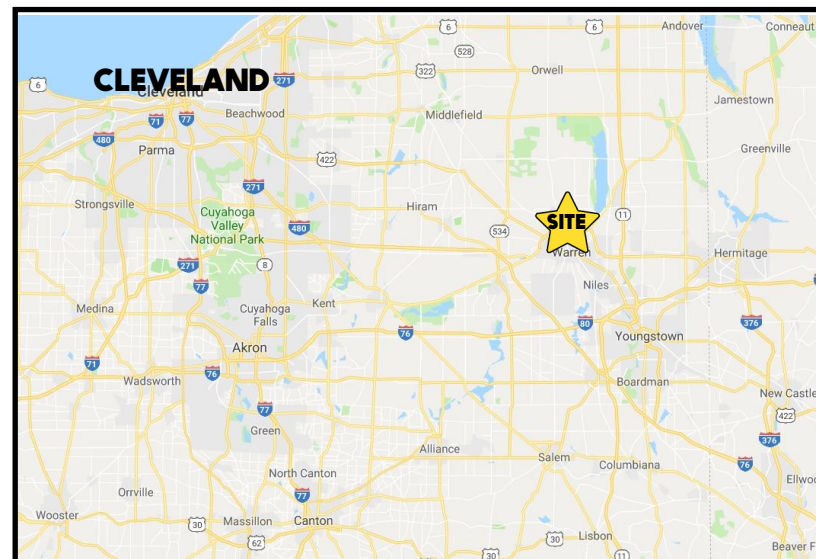 6
6
Andover
Conneaut
528
CLEVELAND
271
322
Orwell
6
Cleveland
Jamestown
71
77
Beachwood
Middlefield
480
Parma
422
Greenville
271
Strongsville
Cuyahoga
Valley
National Park
Hiram
SITE
11
480
534
Warren
Hermitage
271
8
77
Niles
Medina
Cuyahoga
Falls
Kent
80
376
76
Youngstown
Akron
71
76
Wadsworth
Boardman
New Castle
77
422
Green
376
Alliance
Salem
Columbiana
76
North Canton
77
Ellwo
Orrville
Wooster
30
Massillon
Canton
62
30
30
11
Lisbon
Beaver F